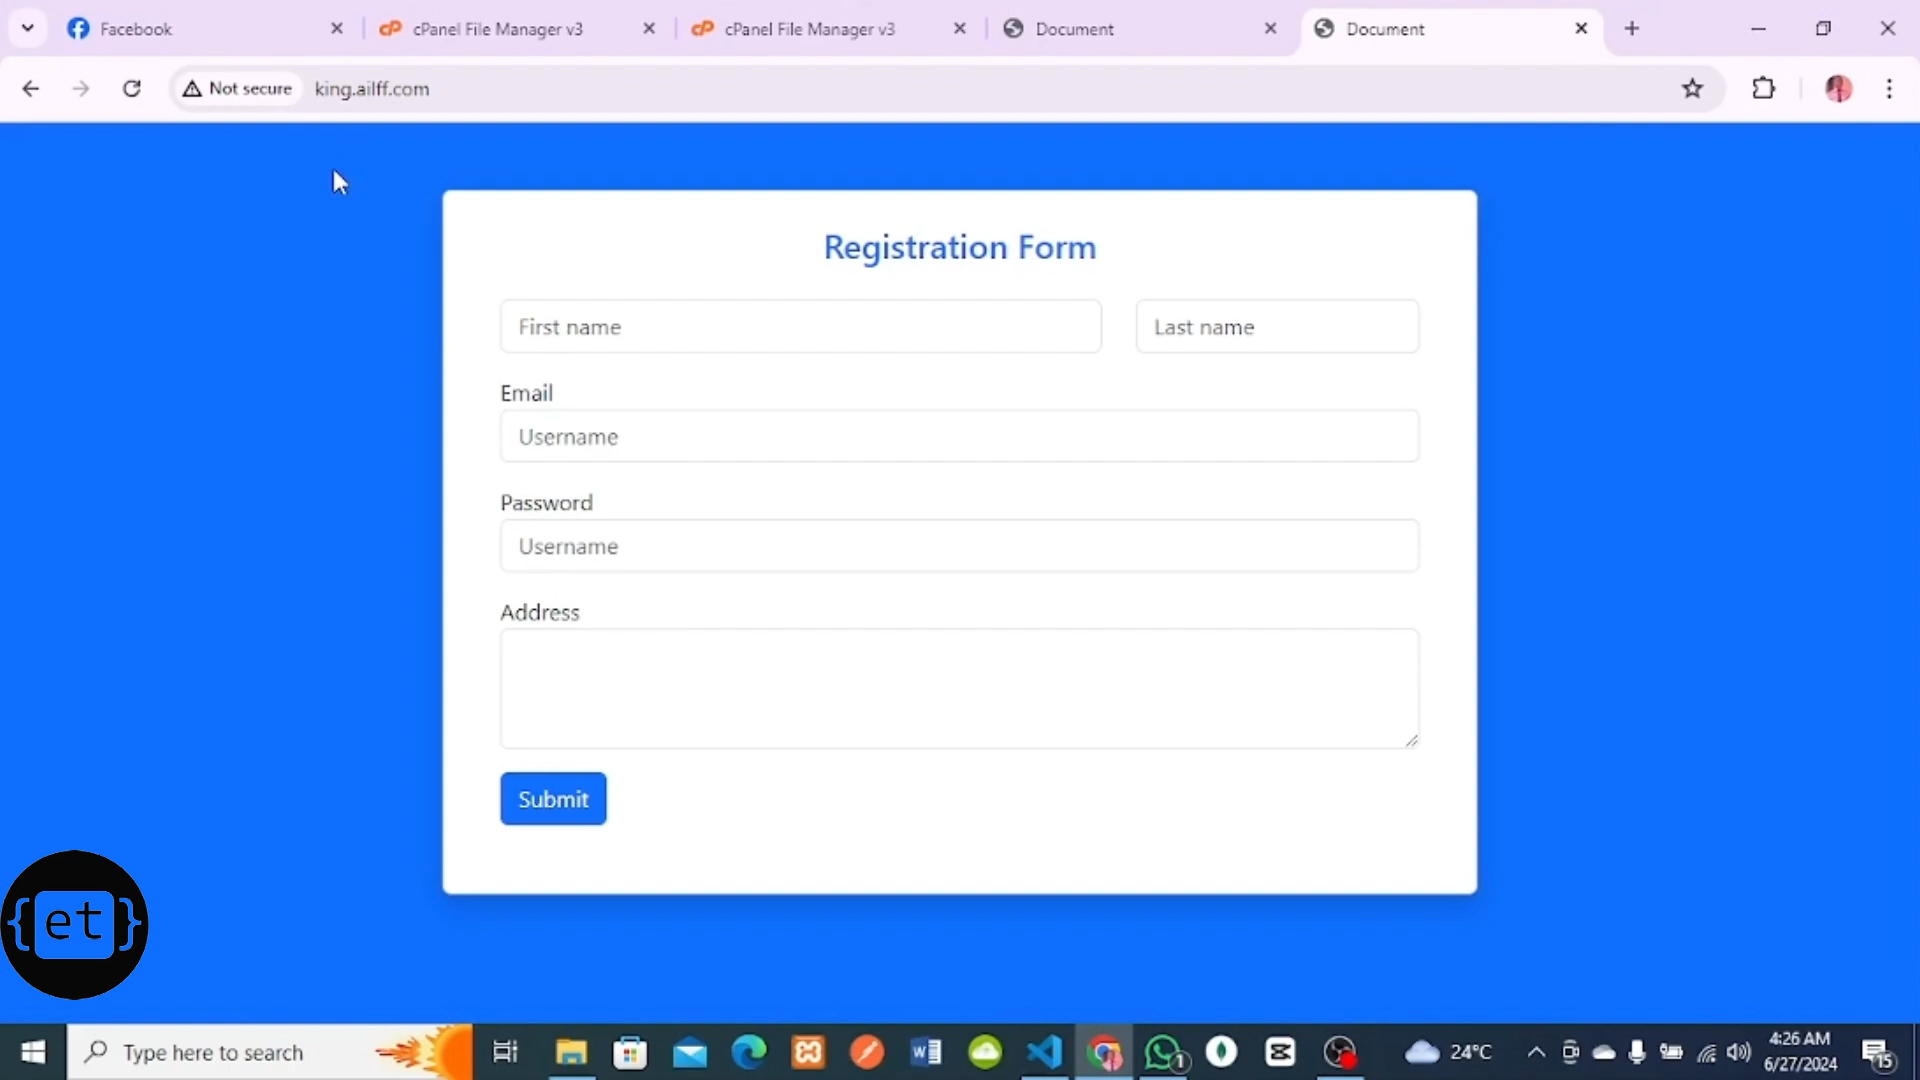 Facebook
cPanel File Manager v3
cPanel File Manager v3
Document
Document
Not secure
king.ailff.com
Registration Form
First name
Last name
Email
Username
Password
Username
Address
Submit
{et}
Type here to search
1
24°C
4:26 AM
6/27/2024
15